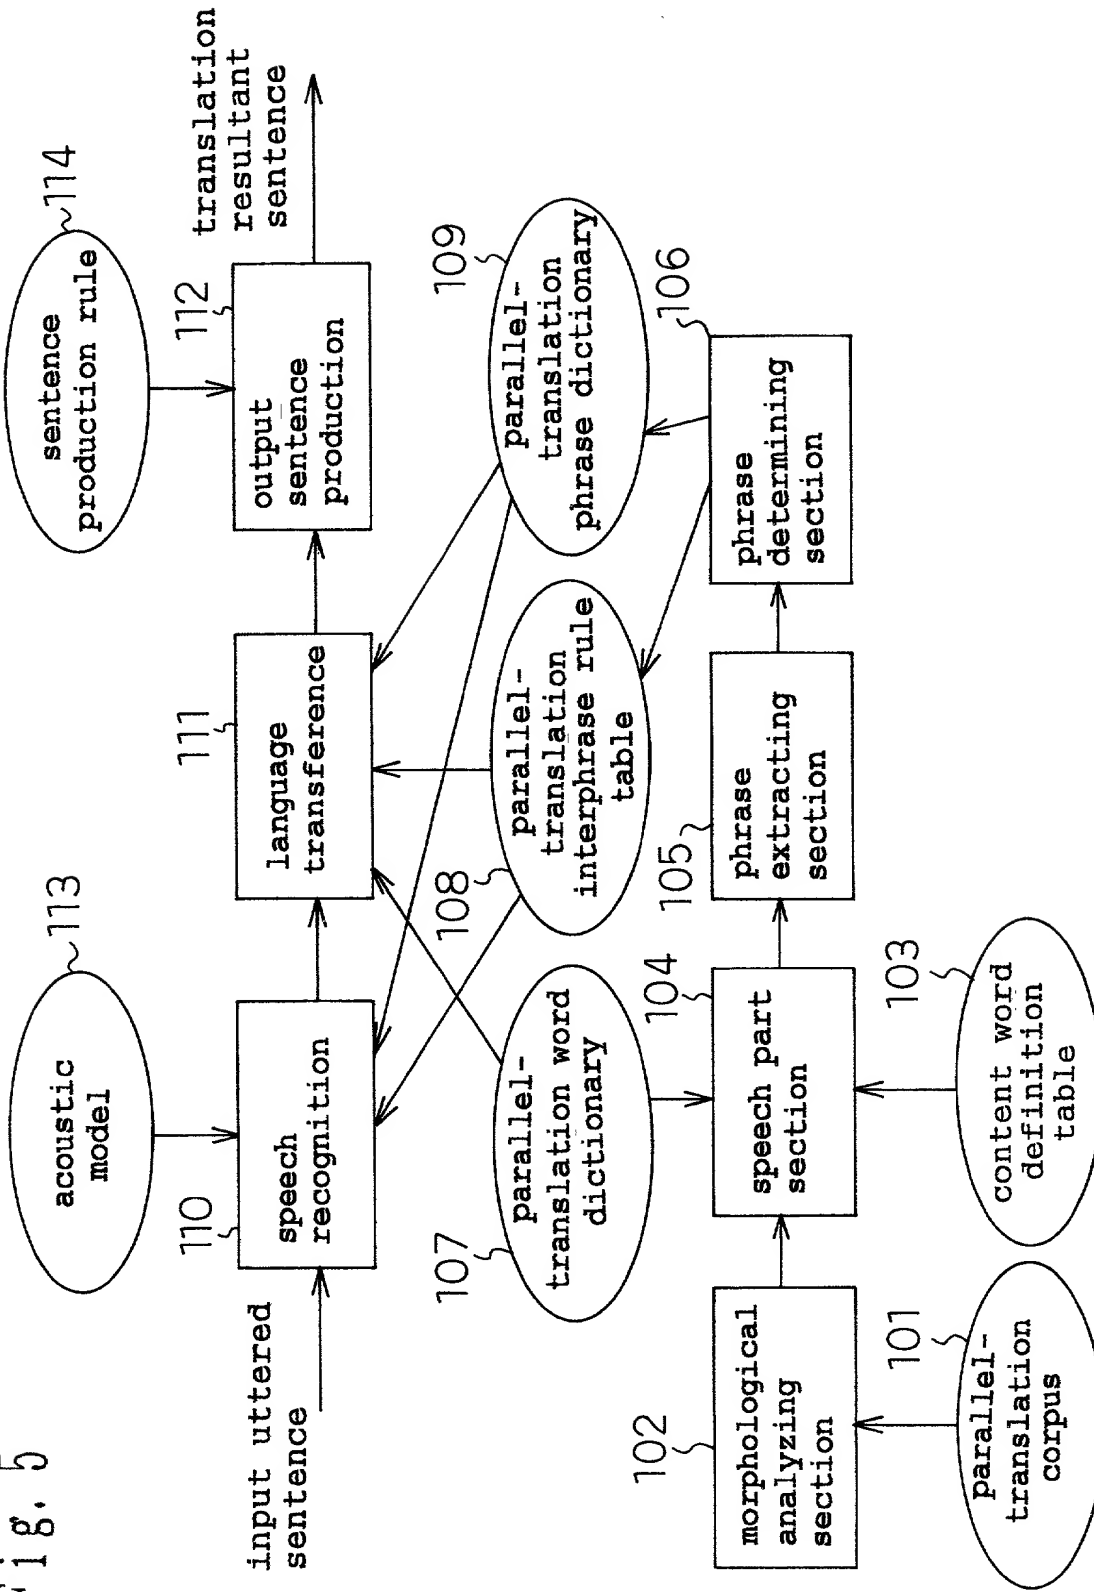 Fig. 5
acoustic
model
113
sentence
production rule
114
input uttered
sentence
110
speech
recognition
111
language
transference
112
output
sentence
production
translation
resultant
sentence
107
parallel-
translation word
dictionary
108
parallel-
translation
interphrase rule
table
109
parallel-
translation
phrase dictionary
102
morphological
analyzing
section
104
speech part
section
105
phrase
extracting
section
106
phrase
determining
section
101
parallel-
translation
corpus
103
content word
definition
table